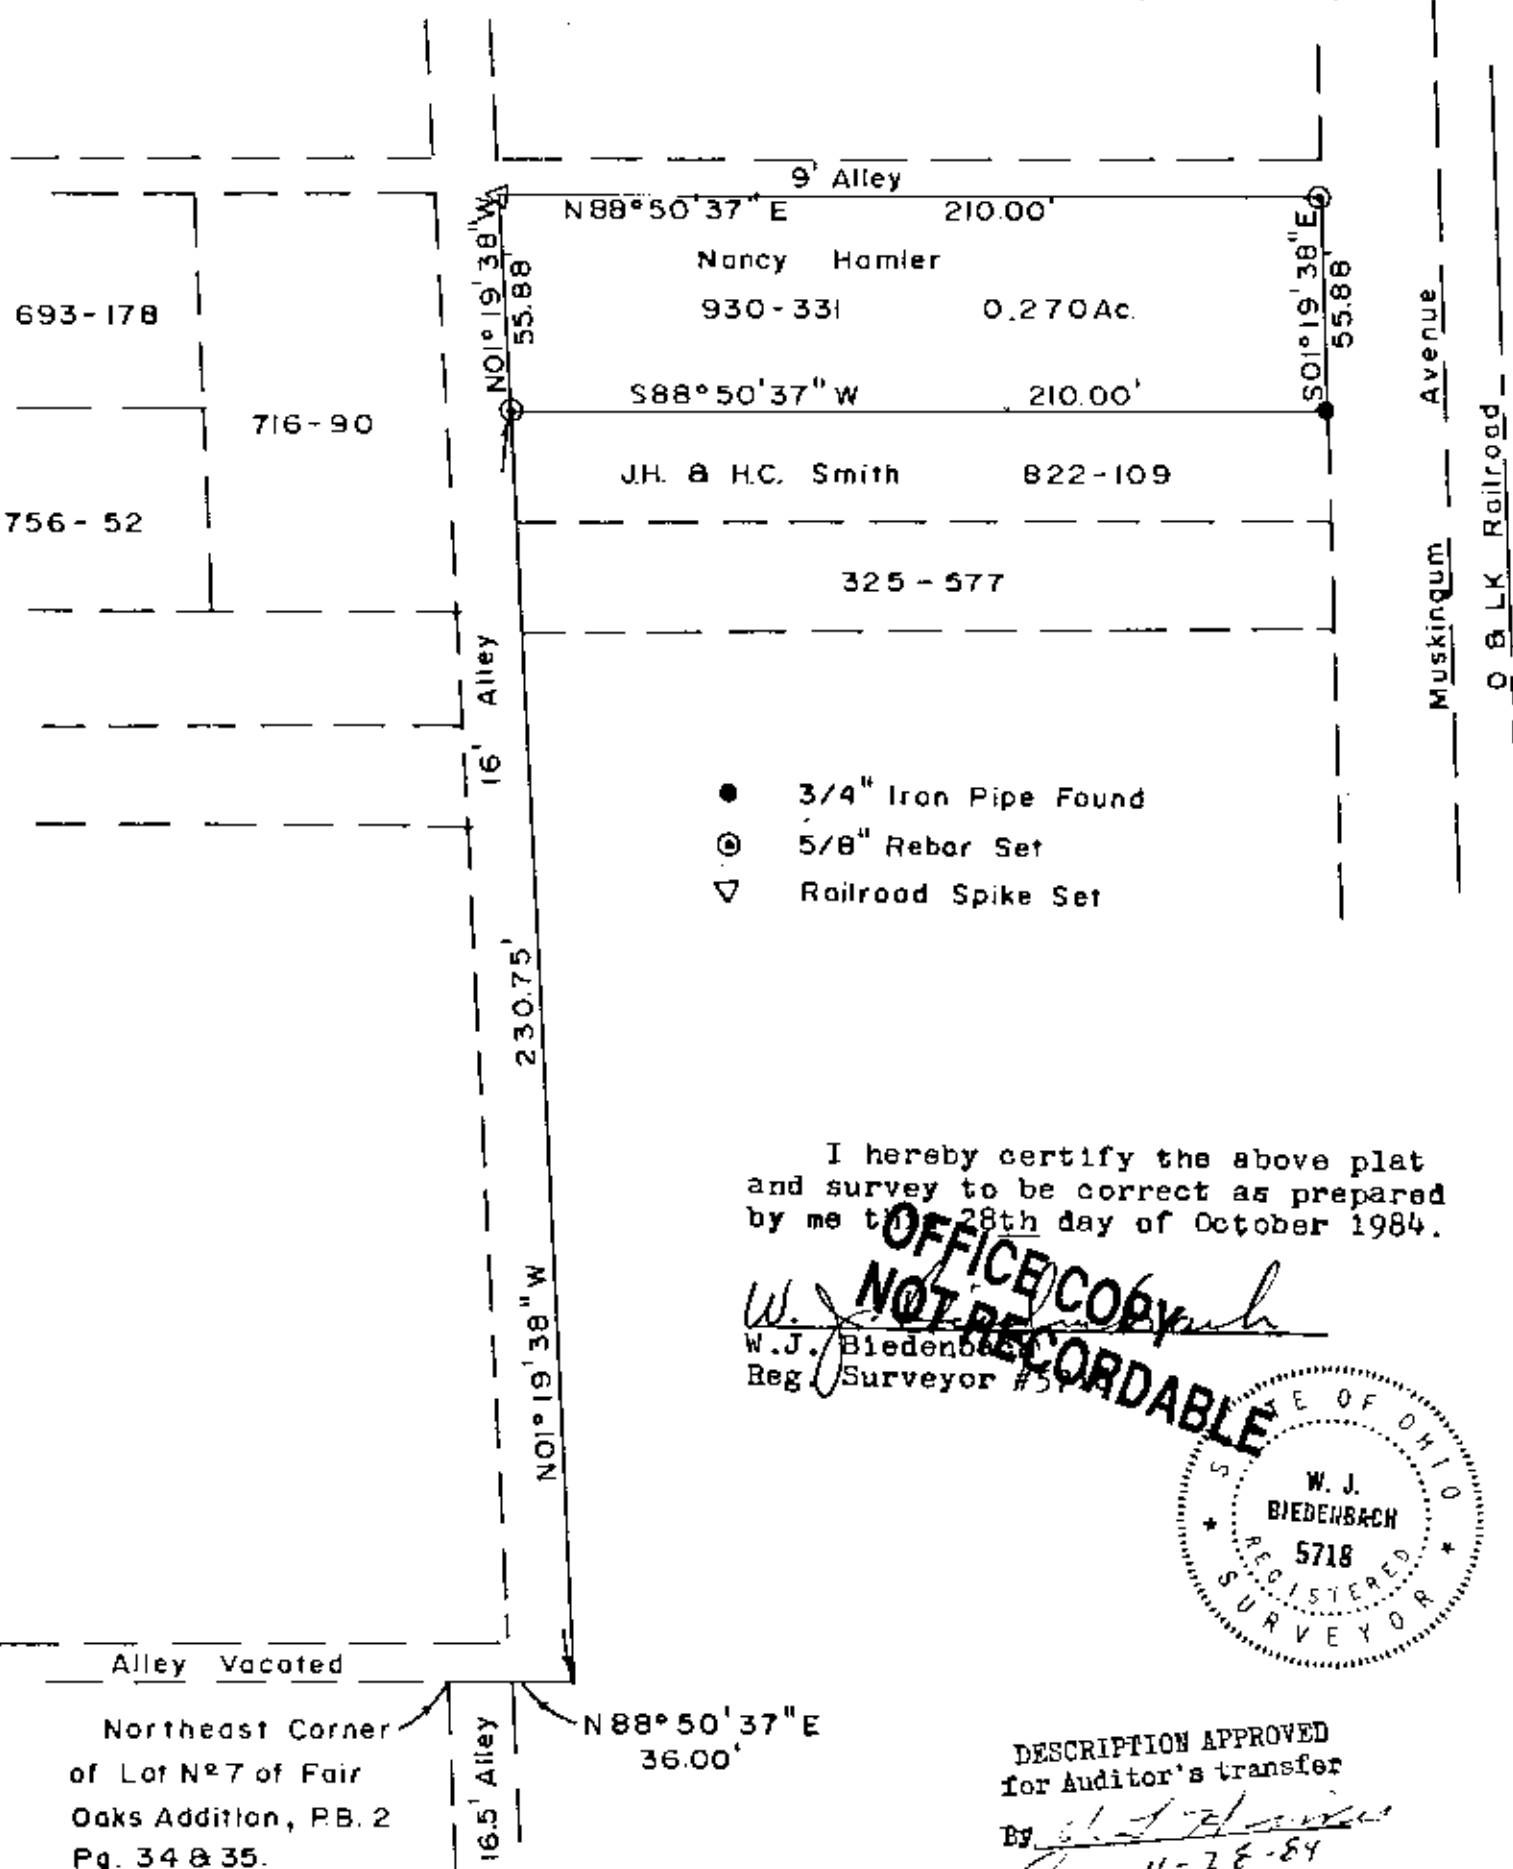 9' Alley
N88°50'37"E 210.00'
N01°19'38"W
55.88'
S01°19'38"E
55.88'
Nancy Hamler
693-178
930-331 0.270Ac.
S88°50'37"W 210.00'
716-90
J.H. & H.C. Smith 822-109
756-52
325-577
Muskingum Avenue
O & LK Railroad
16' Alley
3/4" Iron Pipe Found
5/8" Rebar Set
Railroad Spike Set
230.75'
N01°19'38"W
I hereby certify the above plat
and survey to be correct as prepared
by me this 28th day of October 1984.
OFFICE COPY
NOT RECORDABLE
W.J. Biedenbach
Reg. Surveyor
STATE OF OHIO
W. J.
BIEDENBACH
5718
REGISTERED
SURVEYOR
Alley Vacated
Northeast Corner
of Lot Nº7 of Fair
Oaks Addition, P.B. 2
Pg. 34 & 35.
16.5' Alley
N88°50'37"E
36.00'
DESCRIPTION APPROVED
for Auditor's transfer
By